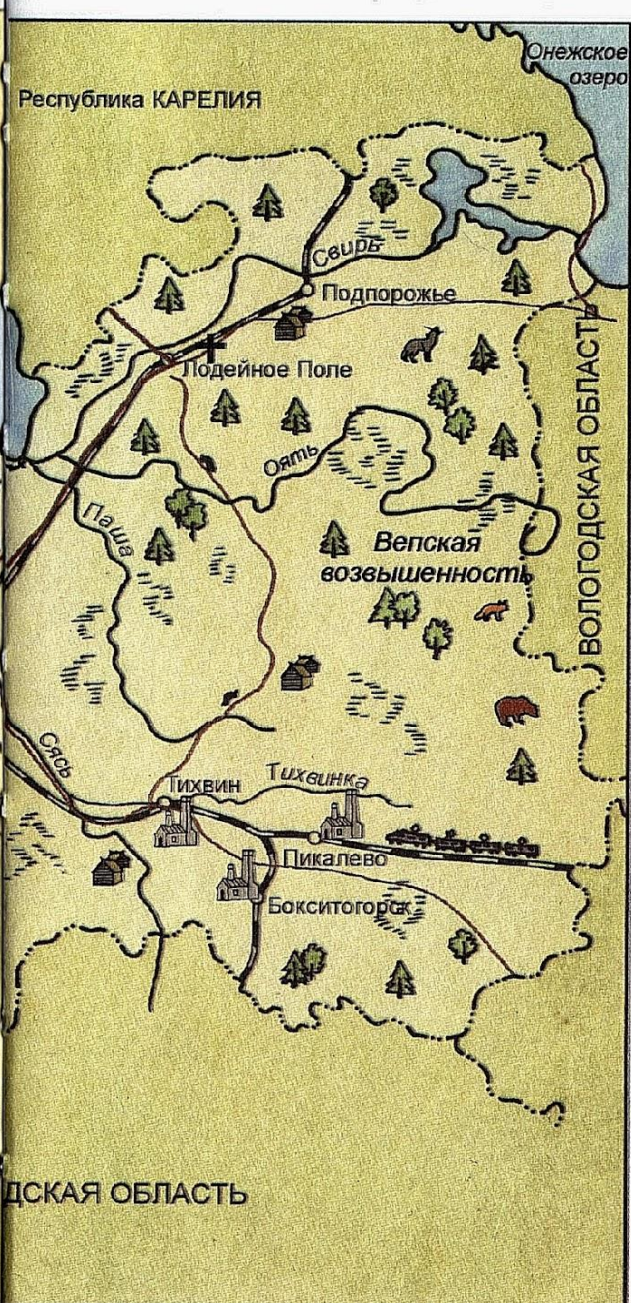 Онежское
озеро
Республика КАРЕЛИЯ
Свирь
Подпорожье
Лодейное Поле
Оять
Паша
Вепская
возвышенность
ВОЛОГОДСКАЯ ОБЛАСТЬ
Сясь
Тихвин
Тихвинка
Пикалево
Бокситогорск
ДСКАЯ ОБЛАСТЬ